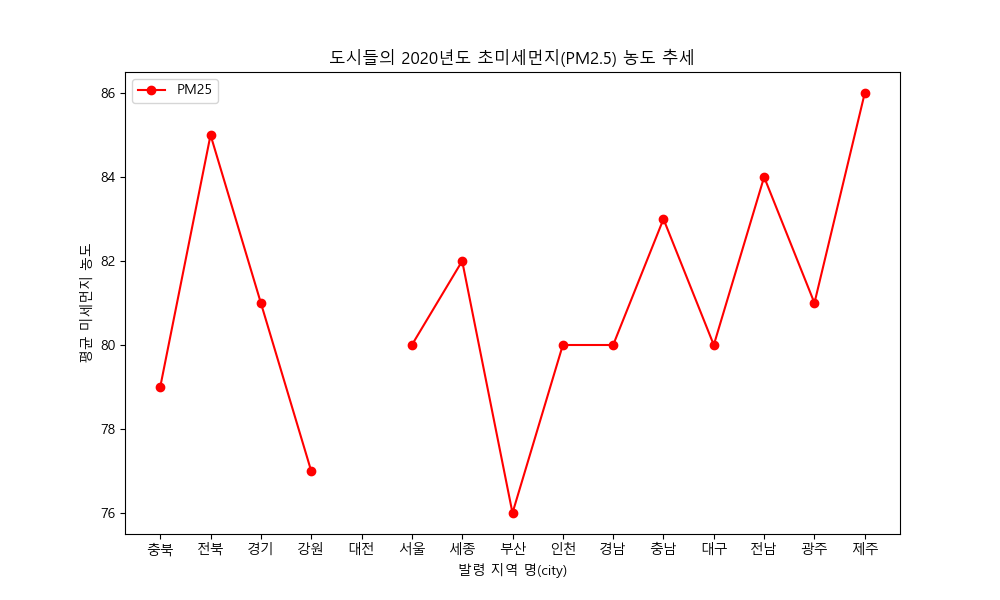 도시들의 2020년도 초미세먼지(PM2.5) 농도 추세
PM25
86
84
82
80
78
76
평균 미세먼지 농도
충북 전북 경기 강원 대전 서울 세종 부산 인천 경남 충남 대구 전남 광주 제주
발령 지역 명(city)